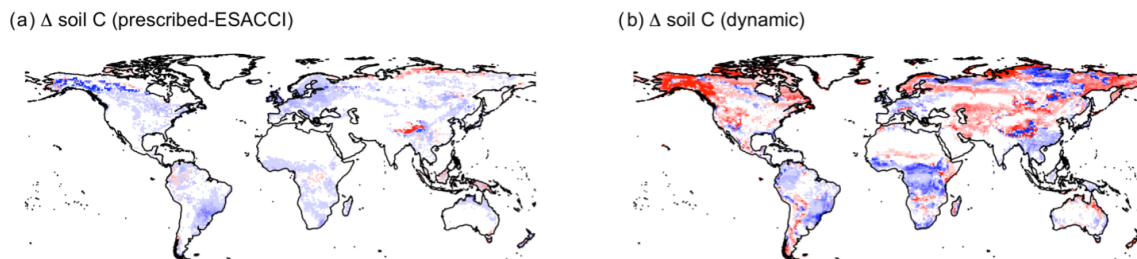 (a) Δ soil C (prescribed-ESACCI)
(b) Δ soil C (dynamic)